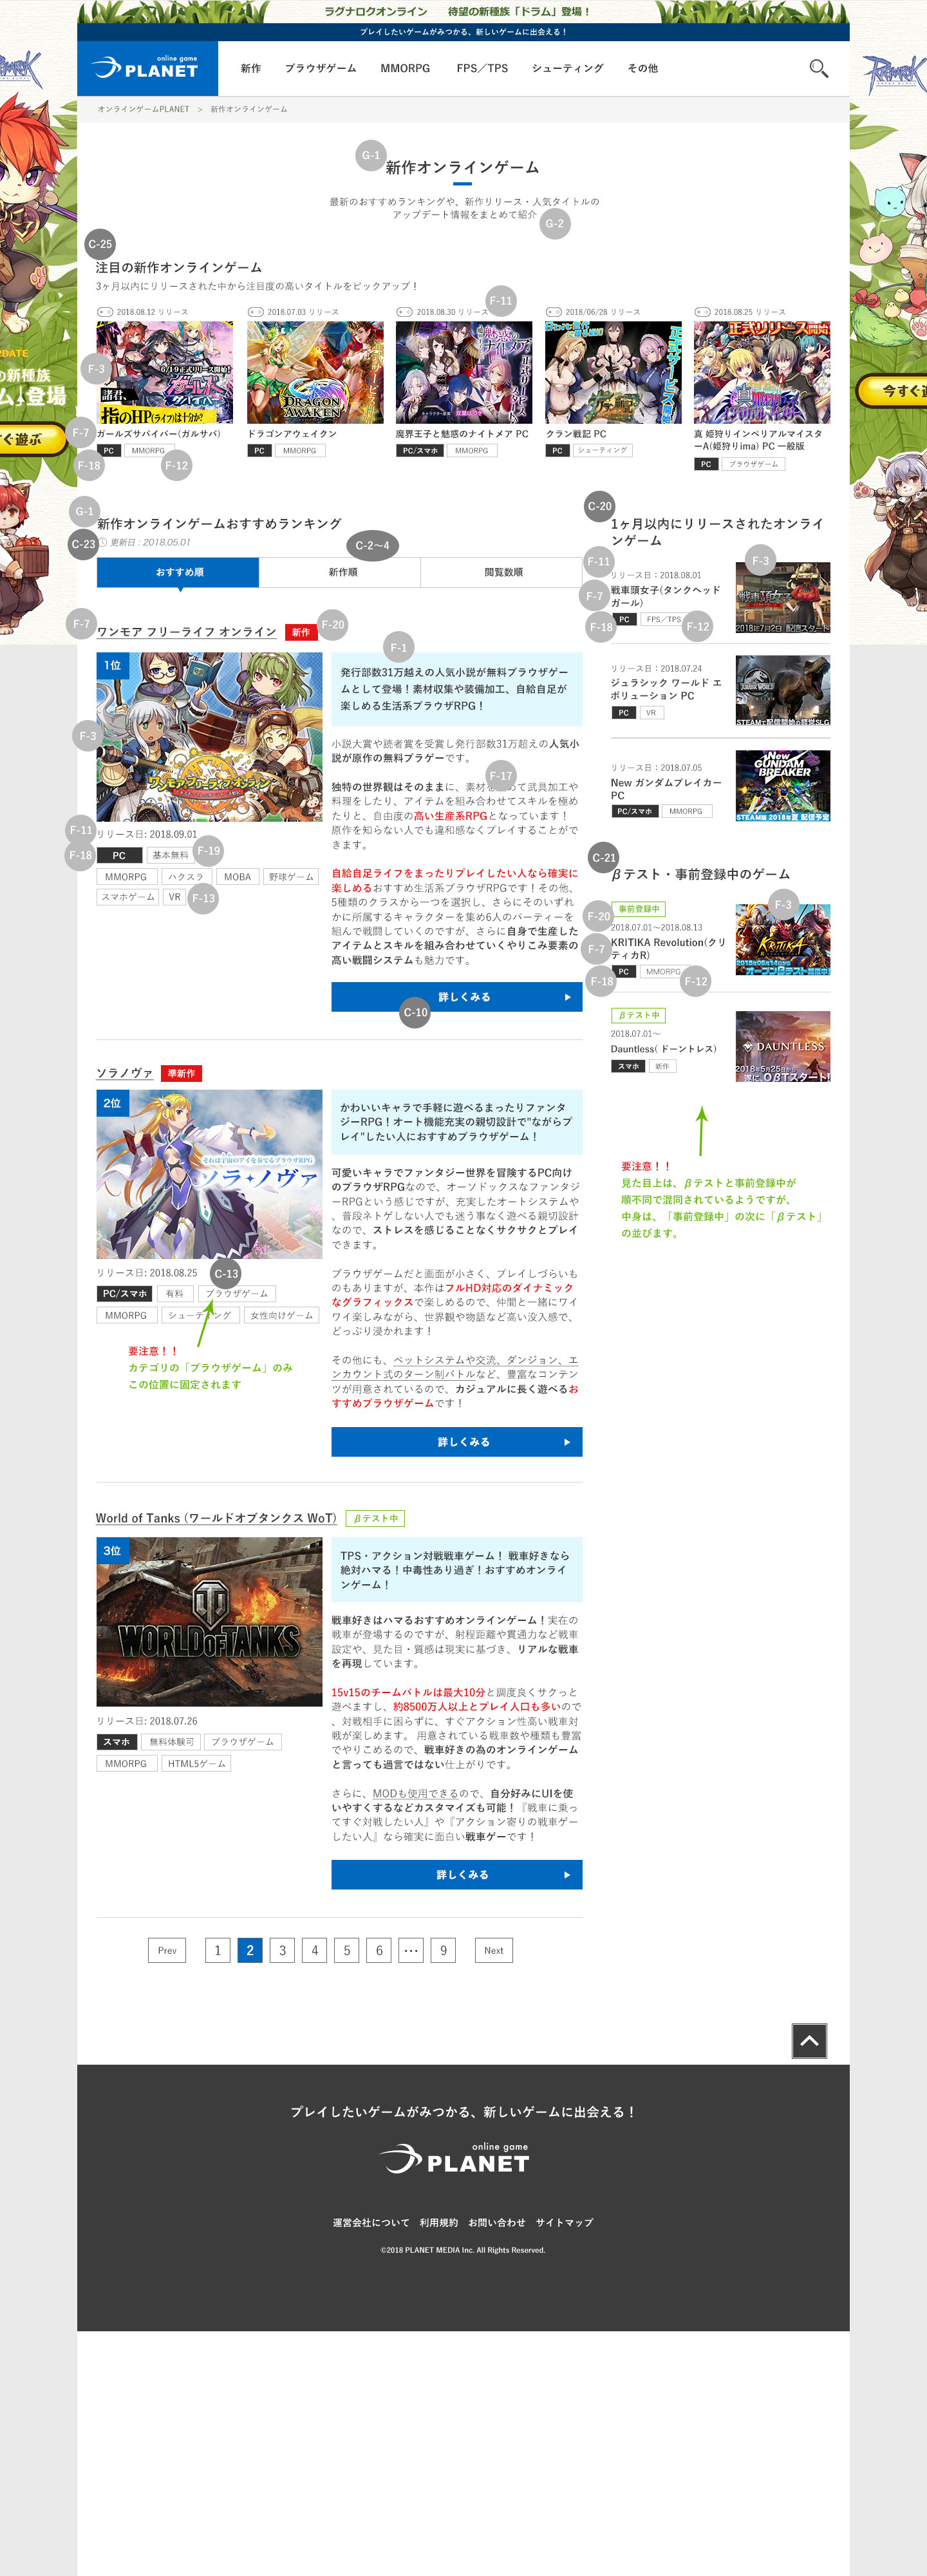 ラグナロクオンライン　待望の新種族「ドラム」登場！
プレイしたいゲームがみつかる、新しいゲームに出会える！
online game
PLANET
新作　ブラウザゲーム　MMORPG　FPS／TPS　シューティング　その他
オンラインゲームPLANET　＞　新作オンラインゲーム
G-1
新作オンラインゲーム
最新のおすすめランキングや、新作リリース・人気タイトルの
アップデート情報をまとめて紹介
G-2
C-25
注目の新作オンラインゲーム
3ヶ月以内にリリースされた中から注目度の高いタイトルをピックアップ！
F-11
2018.08.12 リリース
F-3
F-7
ガールズサバイバー(ガルサバ)
PC　MMORPG
F-18　F-12
2018.07.03 リリース
DRAGON AWAKEN
ドラゴンアウェイクン
PC　MMORPG
2018.08.30 リリース
魔界王子と魅惑のナイトメア PC
PC/スマホ　MMORPG
2018/06/28 リリース
クラン戦記 PC
PC　シューティング
2018.08.25 リリース
真 姫狩りインペリアルマイスタ
ーA(姫狩りima) PC 一般版
PC　ブラウザゲーム
G-1
新作オンラインゲームおすすめランキング
C-23
更新日 : 2018.05.01
C-2〜4
おすすめ順　新作順　閲覧数順
F-7
ワンモア フリーライフ オンライン　新作
F-20
1位
F-3
ワンモアフリーライフ・オンライン
F-11
リリース日: 2018.09.01
F-18
PC　基本無料
F-19
MMORPG　ハクスラ　MOBA　野球ゲーム
スマホゲーム　VR
F-13
F-1
発行部数31万越えの人気小説が無料ブラウザゲー
ムとして登場！素材収集や装備加工、自給自足が
楽しめる生活系ブラウザRPG！
小説大賞や読者賞を受賞し発行部数31万超えの人気小
説が原作の無料ブラゲーです。
F-17
独特の世界観はそのままに、素材 めて武具加工や
料理をしたり、アイテムを組み合わせてスキルを極め
たりと、自由度の高い生産系RPGとなっています！
原作を知らない人でも違和感なくプレイすることがで
きます。
自給自足ライフをまったりプレイしたい人なら確実に
楽しめるおすすめ生活系ブラウザRPGです！その他、
5種類のクラスから一つを選択し、さらにそのいずれ
かに所属するキャラクターを集め6人のパーティーを
組んで戦闘していくのですが、さらに自身で生産した
アイテムとスキルを組み合わせていくやりこみ要素の
高い戦闘システムも魅力です。
詳しくみる
C-10
ソラノヴァ　準新作
2位
それは宇宙のアイを奏でるブラウザRPG
ソラ・ノヴァ
リリース日: 2018.08.25
C-13
PC/スマホ　有料　ブラウザゲーム
MMORPG　シューティング　女性向けゲーム
要注意！！
カテゴリの「ブラウザゲーム」のみ
この位置に固定されます
かわいいキャラで手軽に遊べるまったりファンタ
ジーRPG！オート機能充実の親切設計で"ながらプ
レイ"したい人におすすめブラウザゲーム！
可愛いキャラでファンタジー世界を冒険するPC向け
のブラウザRPGなので、オーソドックスなファンタジ
ーRPGという感じですが、充実したオートシステムや
、普段ネトゲしない人でも迷う事なく遊べる親切設計
なので、ストレスを感じることなくサクサクとプレイ
できます。
ブラウザゲームだと画面が小さく、プレイしづらいも
のもありますが、本作はフルHD対応のダイナミック
なグラフィックスで楽しめるので、仲間と一緒にワイ
ワイ楽しみながら、世界観や物語など高い没入感で、
どっぷり浸かれます！
その他にも、ペットシステムや交流、ダンジョン、エ
ンカウント式のターン制バトルなど、豊富なコンテン
ツが用意されているので、カジュアルに長く遊べるお
すすめブラウザゲームです！
詳しくみる
World of Tanks (ワールドオブタンクス WoT)　βテスト中
3位
WORLD OF TANKS
リリース日: 2018.07.26
スマホ　無料体験可　ブラウザゲーム
MMORPG　HTML5ゲーム
TPS・アクション対戦戦車ゲーム！ 戦車好きなら
絶対ハマる！中毒性あり過ぎ！おすすめオンライ
ンゲーム！
戦車好きはハマるおすすめオンラインゲーム！実在の
戦車が登場するのですが、射程距離や貫通力など戦車
設定や、見た目・質感は現実に基づき、リアルな戦車
を再現しています。
15v15のチームバトルは最大10分と調度良くサクっと
遊べますし、約8500万人以上とプレイ人口も多いので
、対戦相手に困らずに、すぐアクション性高い戦車対
戦が楽しめます。 用意されている戦車数や種類も豊富
でやりこめるので、戦車好きの為のオンラインゲーム
と言っても過言ではない仕上がりです。
さらに、MODも使用できるので、自分好みにUIを使
いやすくするなどカスタマイズも可能！『戦車に乗っ
てすぐ対戦したい人』や『アクション寄りの戦車ゲー
したい人』なら確実に面白い戦車ゲーです！
詳しくみる
Prev　1　2　3　4　5　6　･･･　9　Next
C-20
1ヶ月以内にリリースされたオンライ
ンゲーム
F-11　F-3
リリース日：2018.08.01
F-7
戦車頭女子(タンクヘッド
ガール)
F-18　PC　FPS／TPS　F-12
2018年7月2日 配信スタート
リリース日：2018.07.24
ジュラシック ワールド エ
ボリューション PC
PC　VR
JURASSIC WORLD
リリース日：2018.07.05
New ガンダムブレイカー
PC
PC/スマホ　MMORPG
New GUNDAM BREAKER
STEAM版 2018年夏 配信予定
C-21
βテスト・事前登録中のゲーム
F-3
F-20
事前登録中
2018.07.01〜2018.08.13
F-7
KRITIKA Revolution(クリ
ティカR)
F-18　PC　MMORPG　F-12
KRITIKA
βテスト中
2018.07.01〜
Dauntless( ドーントレス)
スマホ　新作
DAUNTLESS
2018年5月25日から
遂に OβTスタート!
要注意！！
見た目上は、βテストと事前登録中が
順不同で混同されているようですが、
中身は、「事前登録中」の次に「βテスト」
の並びます。
プレイしたいゲームがみつかる、新しいゲームに出会える！
online game
PLANET
運営会社について　利用規約　お問い合わせ　サイトマップ
©2018 PLANET MEDIA Inc. All Rights Reserved.